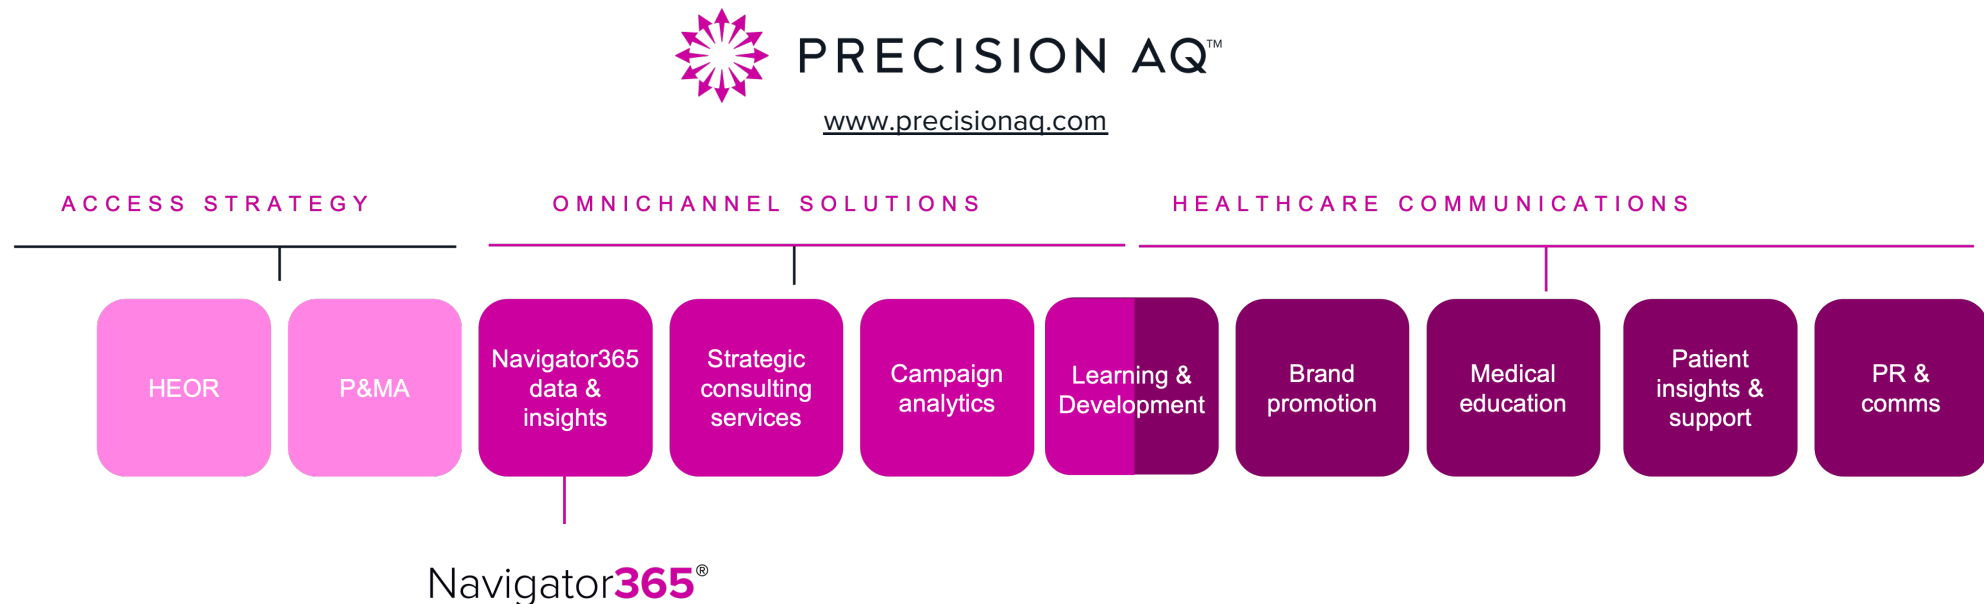 PRECISION AQ™
www.precisionaq.com
ACCESS STRATEGY
OMNICHANNEL SOLUTIONS
HEALTHCARE COMMUNICATIONS
HEOR
P&MA
Navigator365
data &
insights
Strategic
consulting
services
Campaign
analytics
Learning &
Development
Brand
promotion
Medical
education
Patient
insights &
support
PR &
comms
Navigator365®